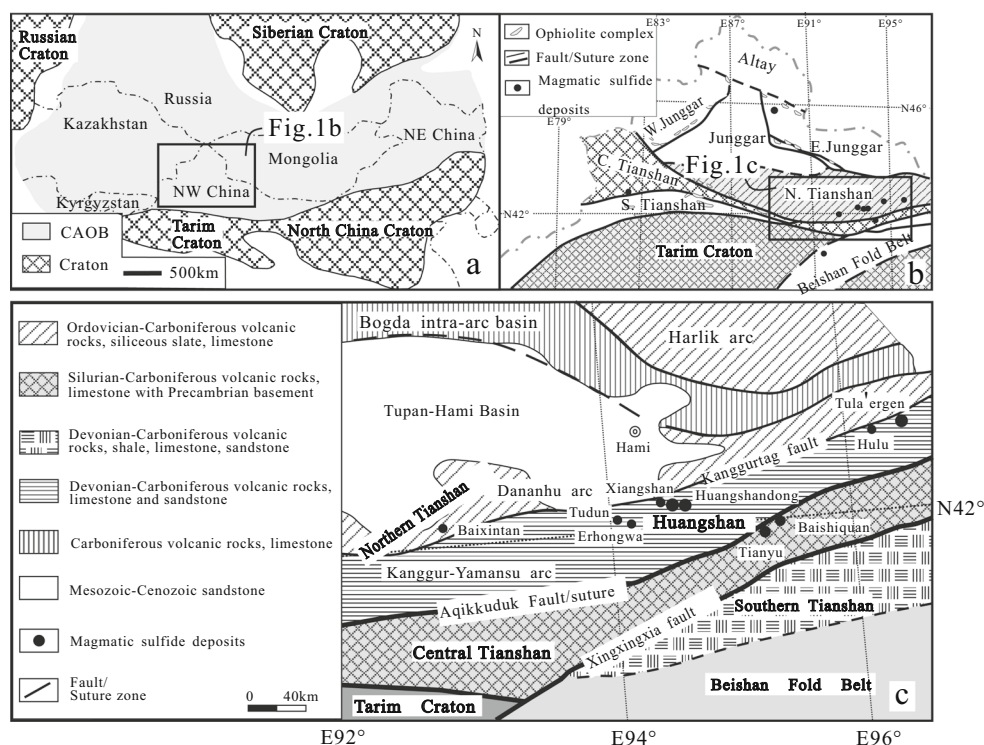 Russian
Craton
Siberian Craton
N
Russia
Kazakhstan
Fig.1b
NE China
Mongolia
NW China
Kyrgyzstan
Tarim
Craton
North China Craton
CAOB
Craton
500km
a
E83°
E87°
E91°
E95°
Ophiolite complex
Fault/Suture zone
Magmatic sulfide
deposits
Altay
N46°
E79°
W.Junggar
Junggar
E.Junggar
Fig.1c
C. Tianshan
N. Tianshan
N42°
S. Tianshan
Tarim Craton
Beishan Fold Belt
b
Ordovician-Carboniferous volcanic
rocks, siliceous slate, limestone
Silurian-Carboniferous volcanic rocks,
limestone with Precambrian basement
Devonian-Carboniferous volcanic
rocks, shale, limestone, sandstone
Devonian-Carboniferous volcanic rocks,
limestone and sandstone
Carboniferous volcanic rocks, limestone
Mesozoic-Cenozoic sandstone
Magmatic sulfide deposits
Fault/
Suture zone
0 40km
Bogda intra-arc basin
Harlik arc
Tupan-Hami Basin
Hami
Tula'ergen
Hulu
Kanggurtag fault
Xiangshan
Dananhu arc
Huangshandong
Northern Tianshan
Tudun
Huangshan
Baixintan
Erhongwa
Baishiquan
N42°
Tianyu
Kanggur-Yamansu arc
Aqikkuduk Fault/suture
Southern Tianshan
Xingxingxia fault
Central Tianshan
Beishan Fold Belt
c
Tarim Craton
E92°
E94°
E96°